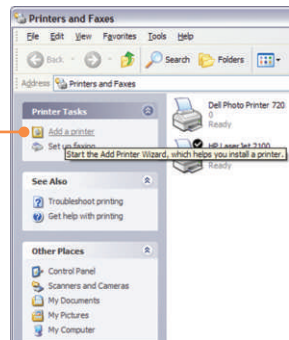 Printers and Faxes
File Edit View Favorites Tools Help
Back Search Folders
Address Printers and Faxes
Printer Tasks
Add a printer
Set up faxing
Start the Add Printer Wizard, which helps you install a printer.
See Also
Troubleshoot printing
Get help with printing
Other Places
Control Panel
Scanners and Cameras
My Documents
My Pictures
My Computer
Dell Photo Printer 720
0
Ready
HP LaserJet 2100
Ready